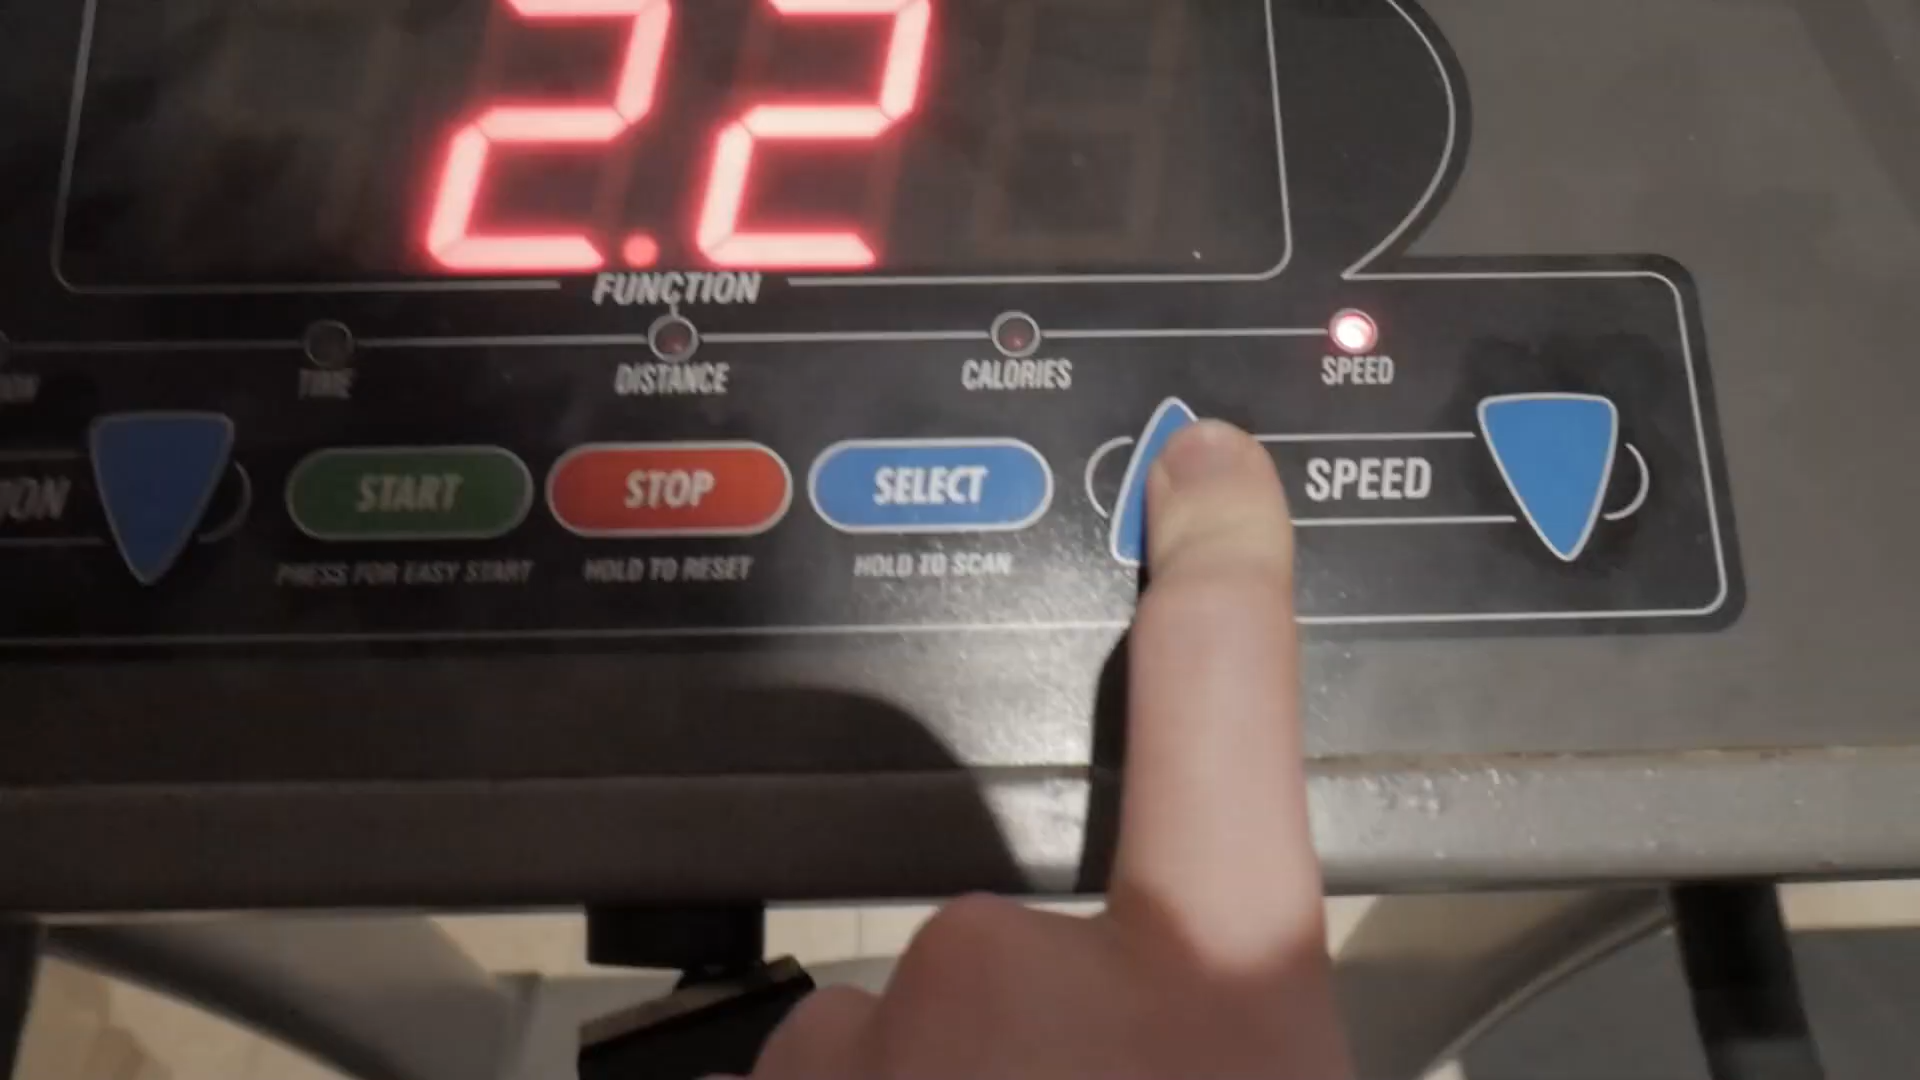 2.2
FUNCTION
TIME
DISTANCE
CALORIES
SPEED
START
STOP
SELECT
SPEED
PRESS FOR EASY START
HOLD TO RESET
HOLD TO SCAN